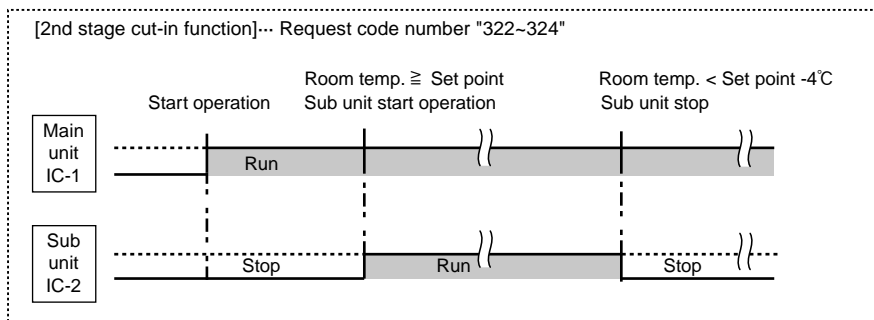 [2nd stage cut-in function]··· Request code number "322~324"
Room temp. ≧ Set point
Room temp. < Set point -4℃
Start operation
Sub unit start operation
Sub unit stop
Main
unit
IC-1
Run
Sub
unit
IC-2
Stop
Run
Stop